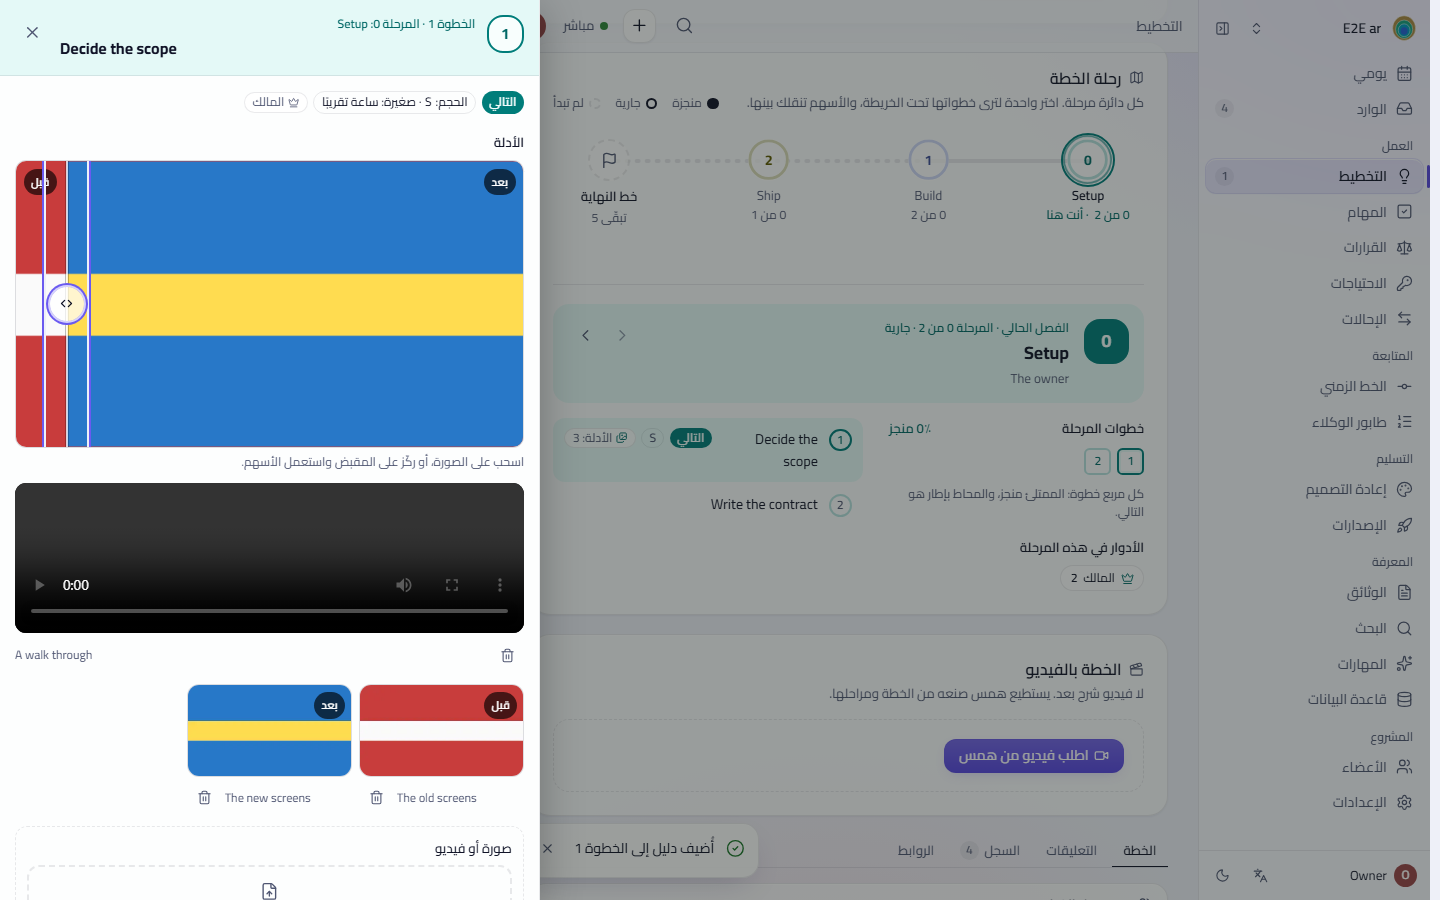 E2E ar
يومي
الوارد
4
العمل
التخطيط
1
المهام
القرارات
الاحتياجات
الإحالات
المتابعة
الخط الزمني
طابور الوكلاء
التسليم
إعادة التصميم
الإصدارات
المعرفة
الوثائق
البحث
المهارات
قاعدة البيانات
المشروع
الأعضاء
الإعدادات
O Owner
التخطيط
مباشر
رحلة الخطة
كل دائرة مرحلة. اختر واحدة لترى خطواتها تحت الخريطة، والأسهم تنقلك بينها.
منجزة
جارية
لم تبدأ
0
Setup
0 من 2 · أنت هنا
1
Build
0 من 2
2
Ship
0 من 1
خط النهاية
تبقّى 5
0
الفصل الحالي · المرحلة 0 من 2 · جارية
Setup
The owner
خطوات المرحلة
0٪ منجز
1
2
كل مربع خطوة: الممتلئ منجز، والمحاط بإطار هو
التالي.
الأدوار في هذه المرحلة
المالك 2
1
Decide the
scope
التالي
S
الأدلة: 3
2
Write the contract
الخطة بالفيديو
لا فيديو شرح بعد. يستطيع همس صنعه من الخطة ومراحلها.
اطلب فيديو من همس
الخطة
التعليقات
السجل 4
الروابط
أُضيف دليل إلى الخطوة 1
1
الخطوة 1 · المرحلة 0: Setup
Decide the scope
التالي
الحجم: S · صغيرة: ساعة تقريبًا
المالك
الأدلة
بعد
قبل
اسحب على الصورة، أو ركّز على المقبض واستعمل الأسهم.
0:00
A walk through
قبل
بعد
The old screens
The new screens
صورة أو فيديو